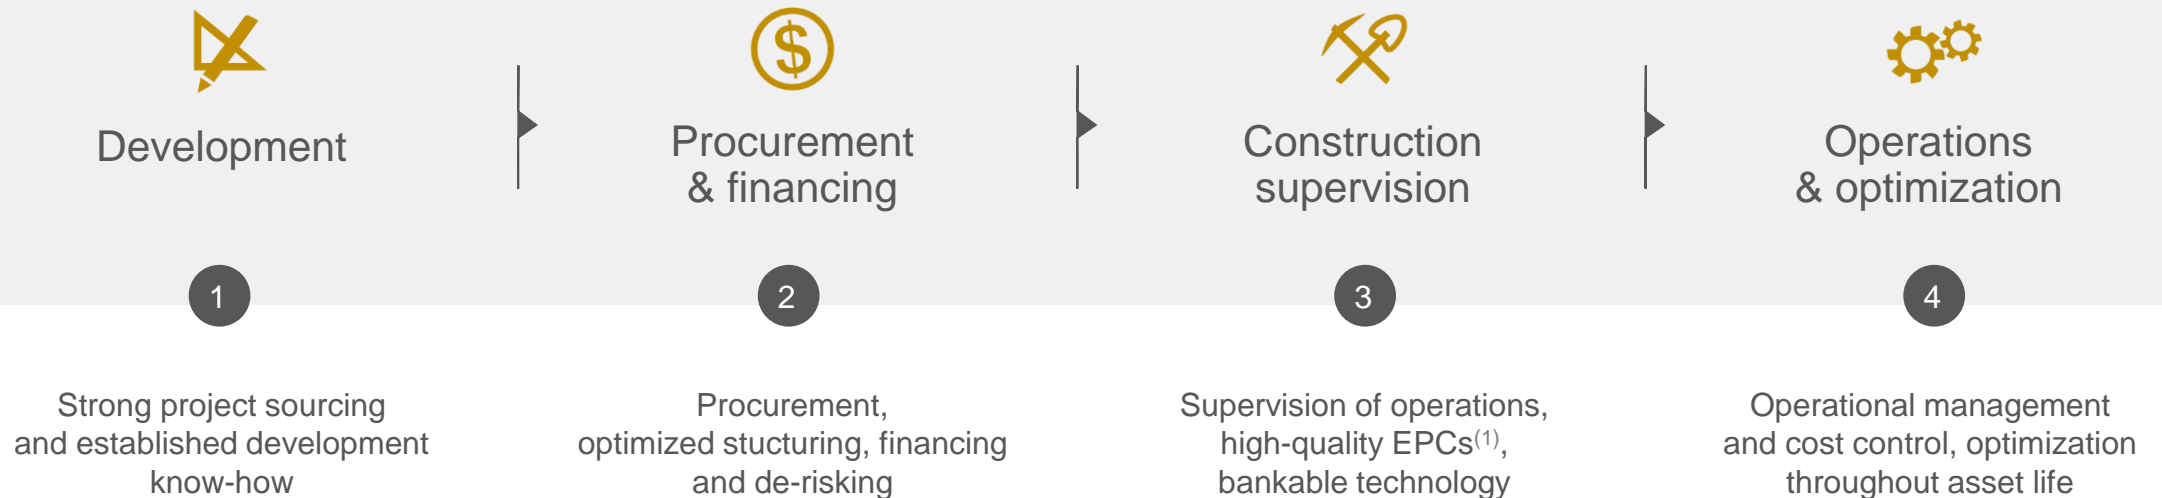 Development
Procurement
& financing
Construction
supervision
Operations
& optimization
1
2
3
4
Strong project sourcing
and established development
know-how
Procurement,
optimized stucturing, financing
and de-risking
Supervision of operations,
high-quality EPCs(1),
bankable technology
Operational management
and cost control, optimization
throughout asset life